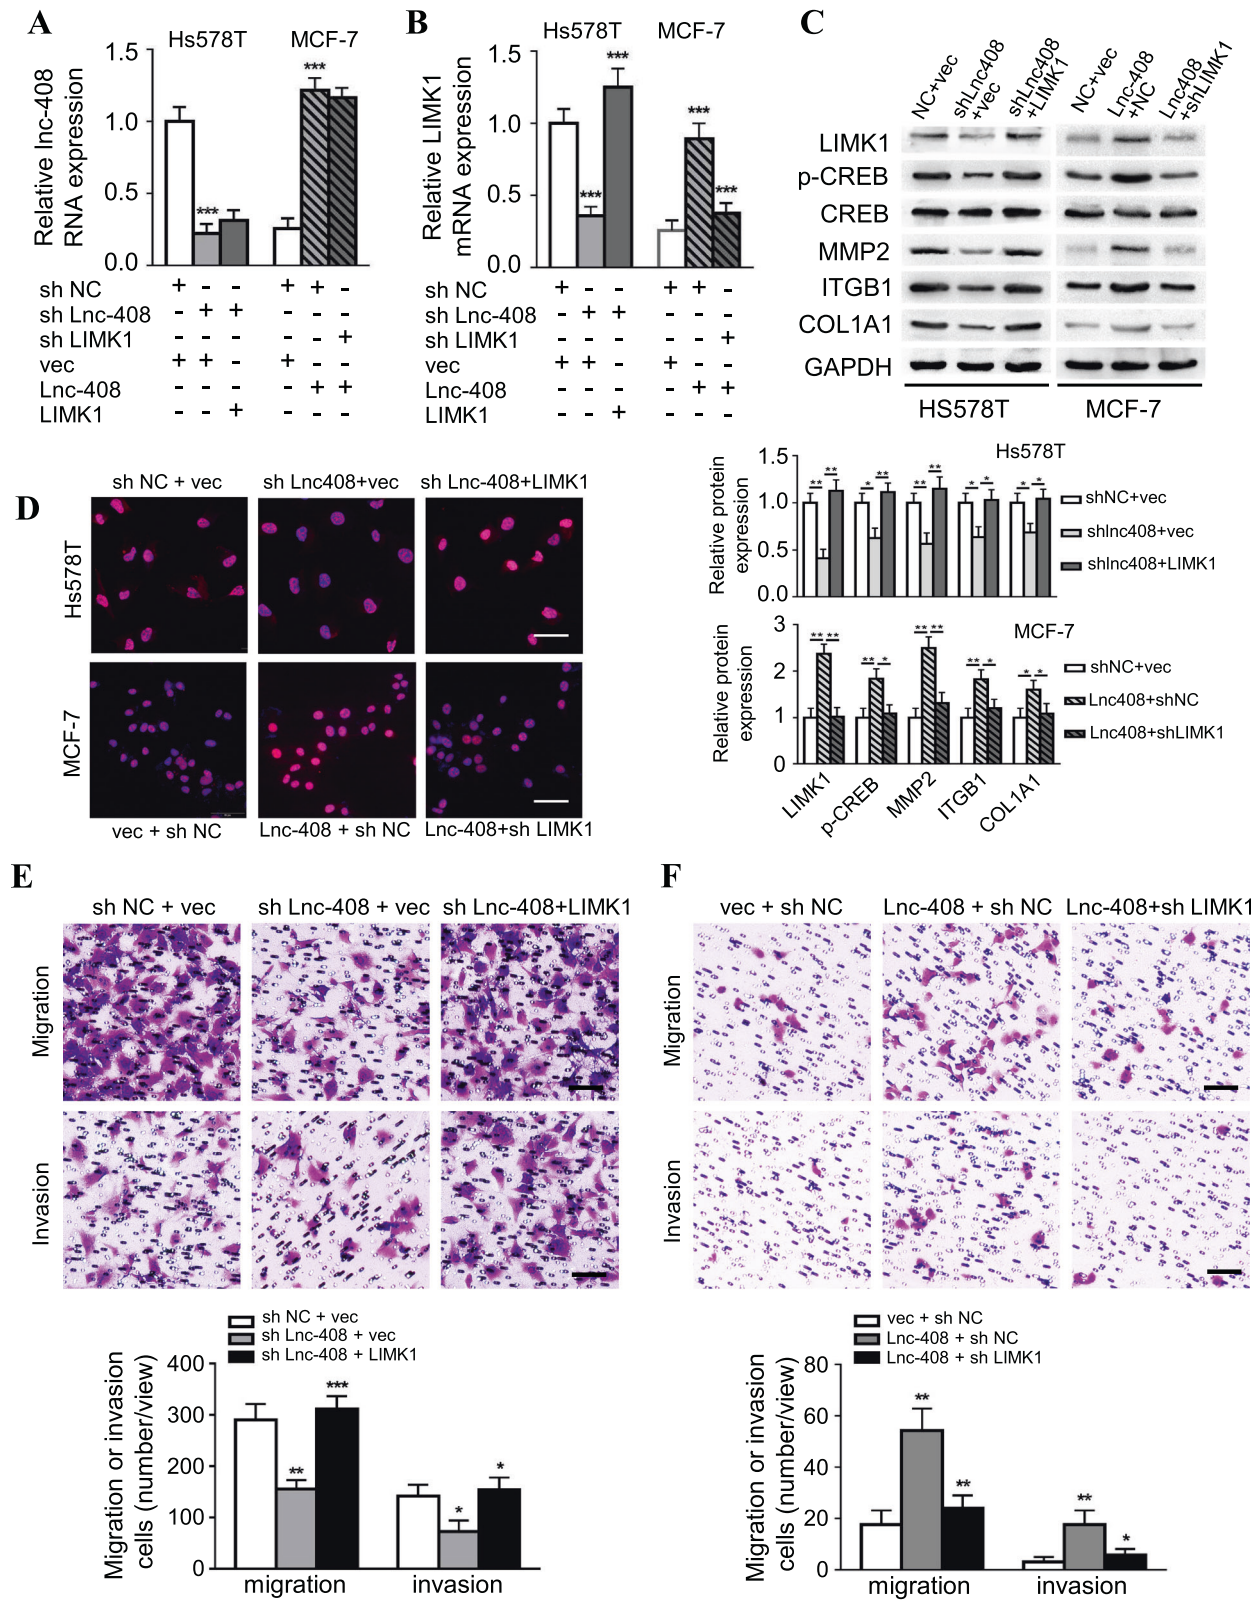 A
Hs578T MCF-7
Relative lnc-408
RNA expression
1.5
1.0
0.5
0.0
***
***
sh NC + - - + + -
sh Lnc-408 - + + - - -
sh LIMK1 - - - - - +
vec + + - + - -
Lnc-408 - - - - + +
LIMK1 - - + - - -
B
Hs578T MCF-7
Relative LIMK1
mRNA expression
1.5
1.0
0.5
0.0
***
***
***
***
sh NC + - - + + -
sh Lnc-408 - + + - - -
sh LIMK1 - - - - - +
vec + + - + - -
Lnc-408 - - - - + +
LIMK1 - - + - - -
C
NC+vec
shLnc408
+vec
shLnc408
+LIMK1
NC+vec
Lnc-408
+NC
Lnc408
+shLIMK1
LIMK1
p-CREB
CREB
MMP2
ITGB1
COL1A1
GAPDH
HS578T MCF-7
Hs578T
Relative protein
expression
1.5
1.0
0.5
0.0
** ** * ** ** ** * * * *
shNC+vec
shlnc408+vec
shlnc408+LIMK1
MCF-7
Relative protein
expression
3
2
1
0
** ** ** * ** ** ** * * *
shNC+vec
Lnc408+shNC
Lnc408+shLIMK1
LIMK1
p-CREB
MMP2
ITGB1
COL1A1
D
sh NC + vec sh Lnc408+vec sh Lnc-408+LIMK1
Hs578T
MCF-7
vec + sh NC Lnc-408 + sh NC Lnc-408+sh LIMK1
E
sh NC + vec sh Lnc-408 + vec sh Lnc-408+LIMK1
Migration
Invasion
sh NC + vec
sh Lnc-408 + vec
sh Lnc-408 + LIMK1
Migration or invasion
cells (number/view)
400
300
200
100
0
** *** * *
migration invasion
F
vec + sh NC Lnc-408 + sh NC Lnc-408+sh LIMK1
Migration
Invasion
vec + sh NC
Lnc-408 + sh NC
Lnc-408 + sh LIMK1
Migration or invasion
cells (number/view)
80
60
40
20
0
** ** ** *
migration invasion